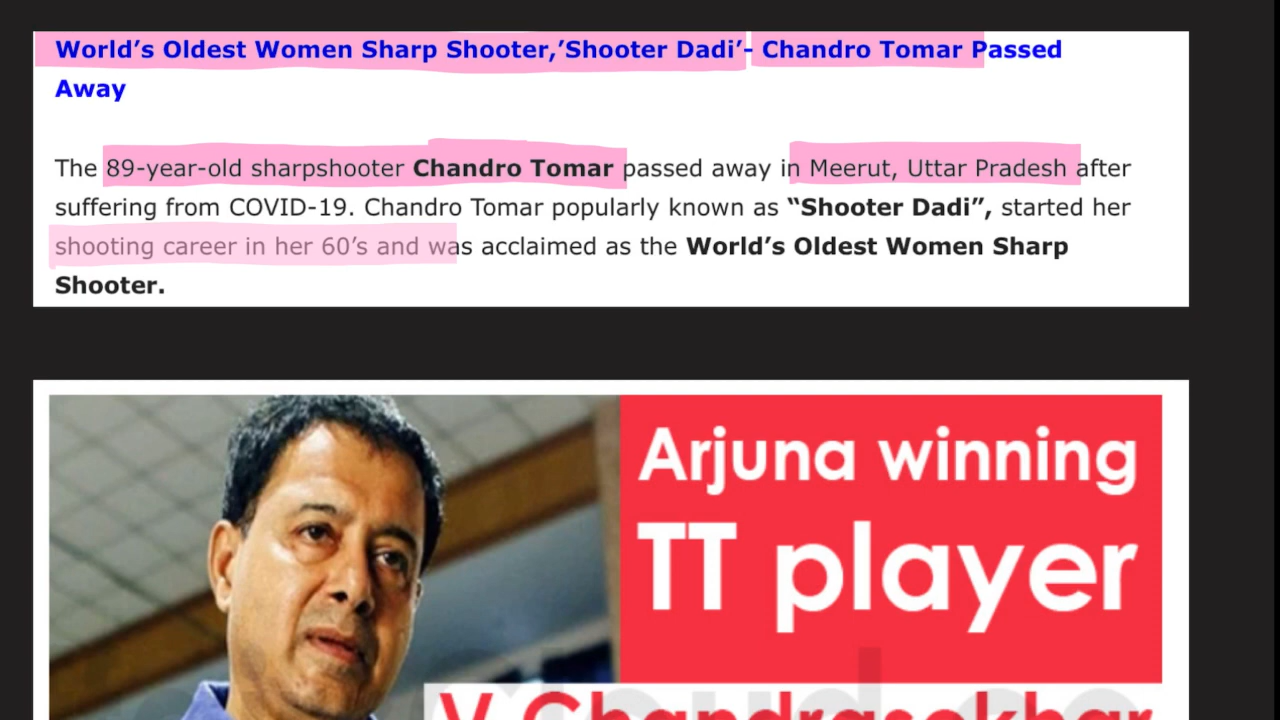 World’s Oldest Women Sharp Shooter,’Shooter Dadi’- Chandro Tomar Passed
Away
The 89-year-old sharpshooter Chandro Tomar passed away in Meerut, Uttar Pradesh after
suffering from COVID-19. Chandro Tomar popularly known as “Shooter Dadi”, started her
shooting career in her 60’s and was acclaimed as the World’s Oldest Women Sharp
Shooter.
Arjuna winning
TT player
V Chandrasekhar